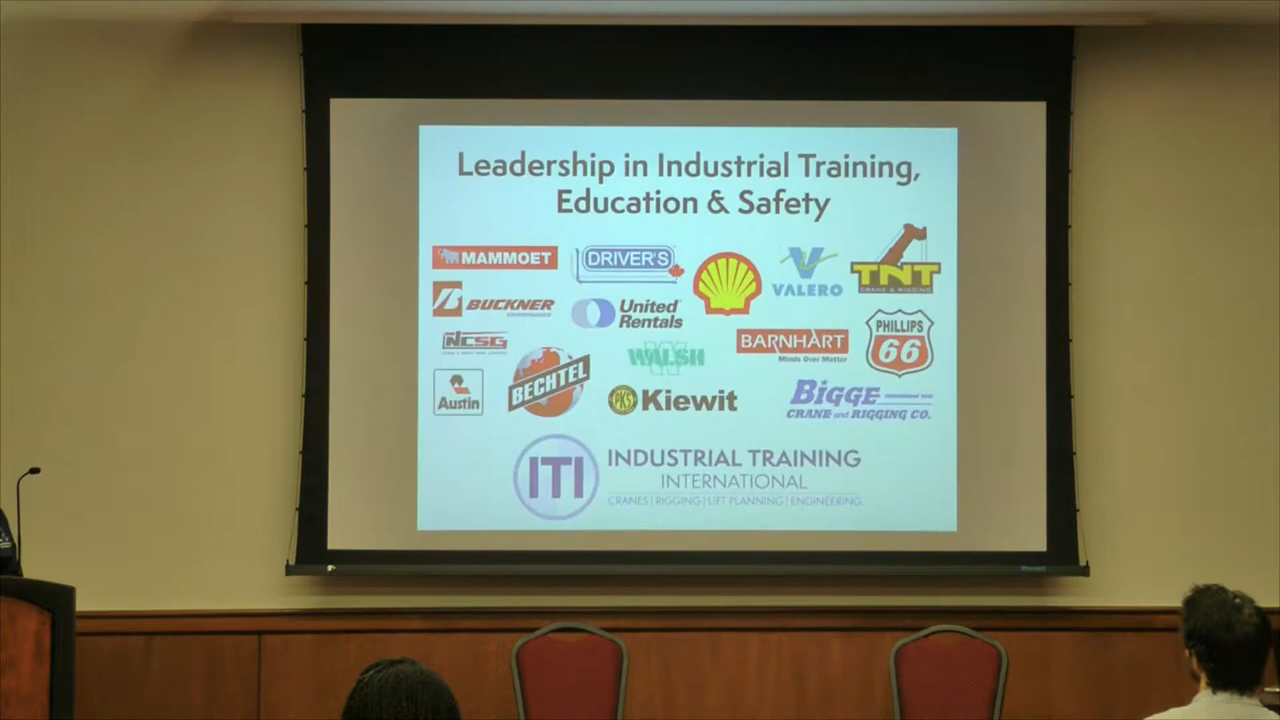 Leadership in Industrial Training,
Education & Safety
MAMMOET
DRIVER'S
VALERO
TNT
CRANE & RIGGING
BUCKNER
United
Rentals
NCSG
BARNHART
Minds Over Matter
PHILLIPS
66
WALSH
Austin
BECHTEL
PKS
Kiewit
BIGGE
CRANE and RIGGING CO.
ITI
INDUSTRIAL TRAINING
INTERNATIONAL
CRANES | RIGGING | LIFT PLANNING | ENGINEERING